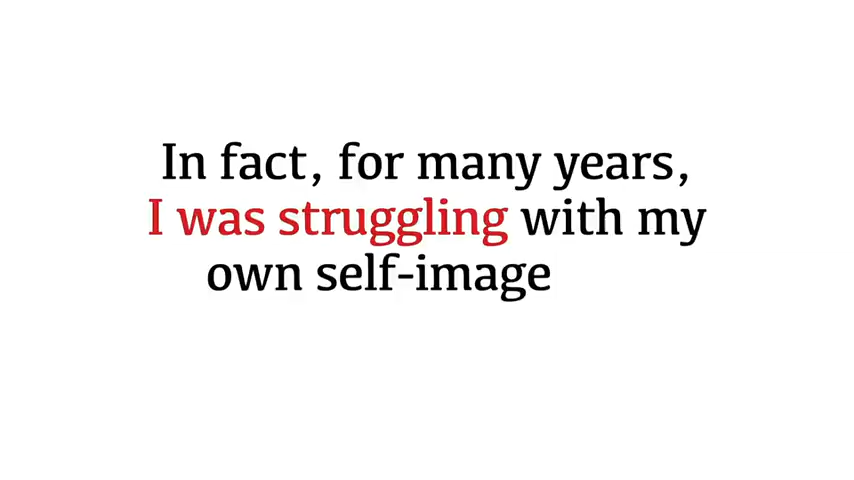 In fact, for many years,
I was struggling with my
own self-image